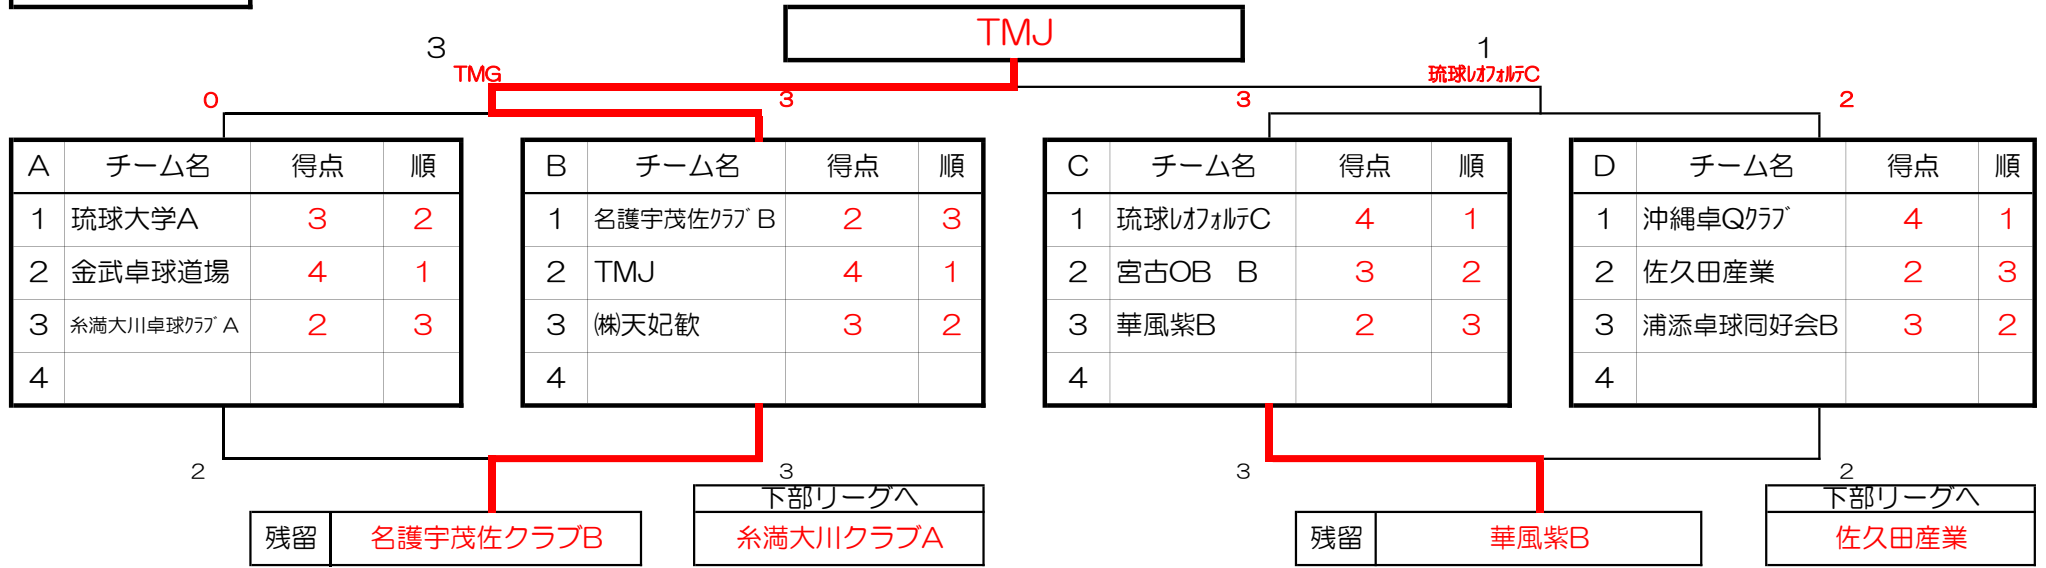 TMJ
3
1
TMG
琉球ﾚｵﾌｫﾙﾃC
0
3
3
2
A チーム名 得点 順
1 琉球大学A 3 2
2 金武卓球道場 4 1
3 糸満大川卓球ｸﾗﾌﾞA 2 3
4
B チーム名 得点 順
1 名護宇茂佐ｸﾗﾌﾞB 2 3
2 TMJ 4 1
3 ㈱天妃歓 3 2
4
C チーム名 得点 順
1 琉球ﾚｵﾌｫﾙﾃC 4 1
2 宮古OB　B 3 2
3 華風紫B 2 3
4
D チーム名 得点 順
1 沖縄卓Qｸﾗﾌﾞ 4 1
2 佐久田産業 2 3
3 浦添卓球同好会B 3 2
4
2
3
3
2
残留 名護宇茂佐クラブB
下部リーグへ
糸満大川クラブA
残留 華風紫B
下部リーグへ
佐久田産業